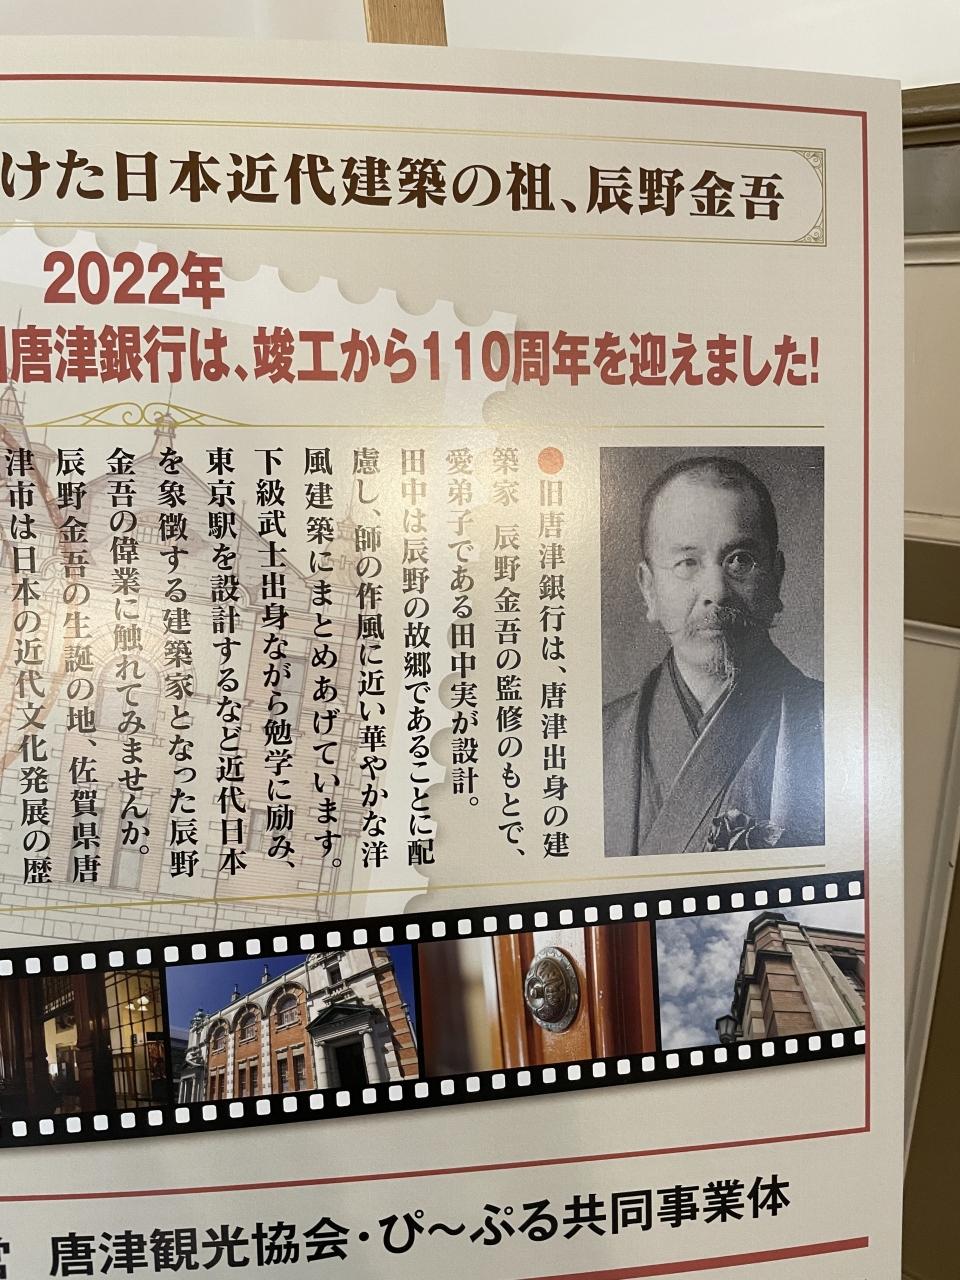 けた日本近代建築の祖、辰野金吾
2022年
唐津銀行は、竣工から110周年を迎えました!
●旧唐津銀行は、唐津出身の建
築家 辰野金吾の監修のもとで、
愛弟子である田中実が設計。
田中は辰野の故郷であることに配
慮し、師の作風に近い華やかな洋
風建築にまとめあげています。
下級武士出身ながら勉学に励み、
東京駅を設計するなど近代日本
を象徴する建築家となった辰野
金吾の偉業に触れてみませんか。
辰野金吾の生誕の地、佐賀県唐
津市は日本の近代文化発展の歴
唐津観光協会・ぴ〜ぷる共同事業体